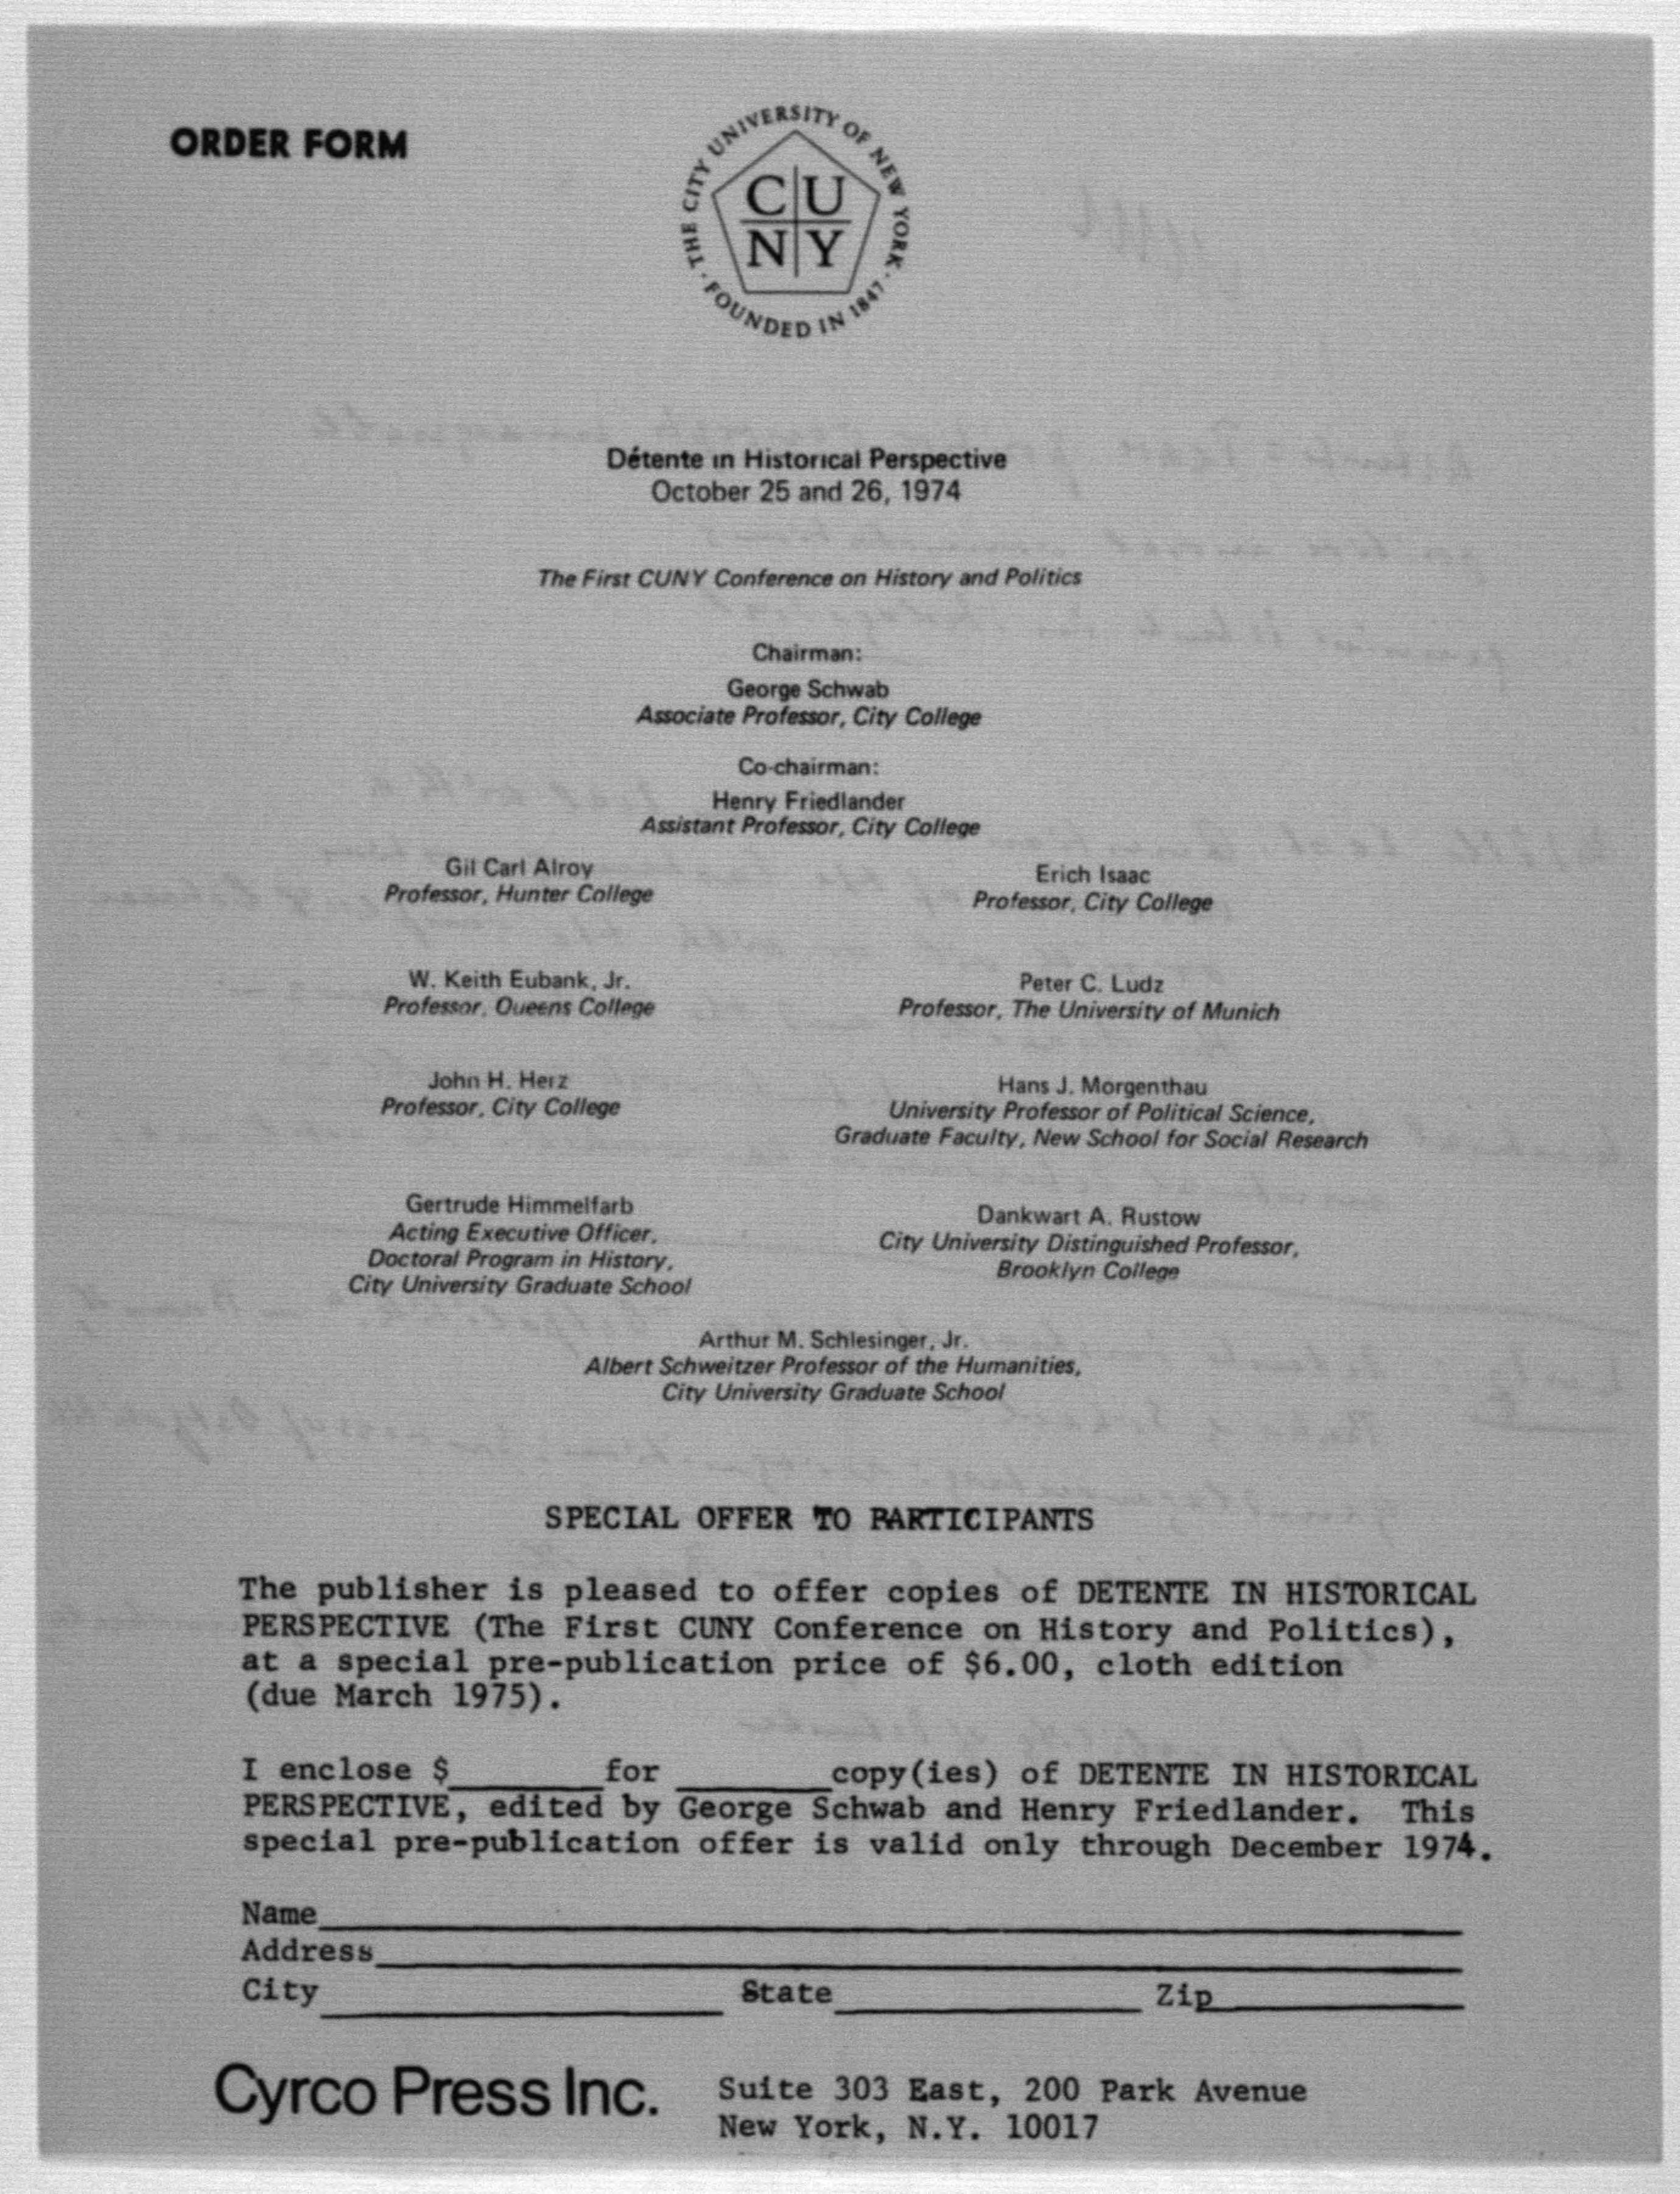 ORDER FORM
THE CITY UNIVERSITY OF NEW YORK · FOUNDED IN 1847 ·
CU
NY
Détente in Historical Perspective
October 25 and 26, 1974
The First CUNY Conference on History and Politics
Chairman:
George Schwab
Associate Professor, City College
Co-chairman:
Henry Friedlander
Assistant Professor, City College
Gil Carl Alroy
Professor, Hunter College
Erich Isaac
Professor, City College
W. Keith Eubank, Jr.
Professor, Queens College
Peter C. Ludz
Professor, The University of Munich
John H. Herz
Professor, City College
Hans J. Morgenthau
University Professor of Political Science,
Graduate Faculty, New School for Social Research
Gertrude Himmelfarb
Acting Executive Officer,
Doctoral Program in History,
City University Graduate School
Dankwart A. Rustow
City University Distinguished Professor,
Brooklyn College
Arthur M. Schlesinger, Jr.
Albert Schweitzer Professor of the Humanities,
City University Graduate School
SPECIAL OFFER TO PARTICIPANTS
The publisher is pleased to offer copies of DETENTE IN HISTORICAL
PERSPECTIVE (The First CUNY Conference on History and Politics),
at a special pre-publication price of $6.00, cloth edition
(due March 1975).
I enclose $________for ________copy(ies) of DETENTE IN HISTORICAL
PERSPECTIVE, edited by George Schwab and Henry Friedlander. This
special pre-publication offer is valid only through December 1974.
Name
Address
City State Zip
Cyrco Press Inc.
Suite 303 East, 200 Park Avenue
New York, N.Y. 10017